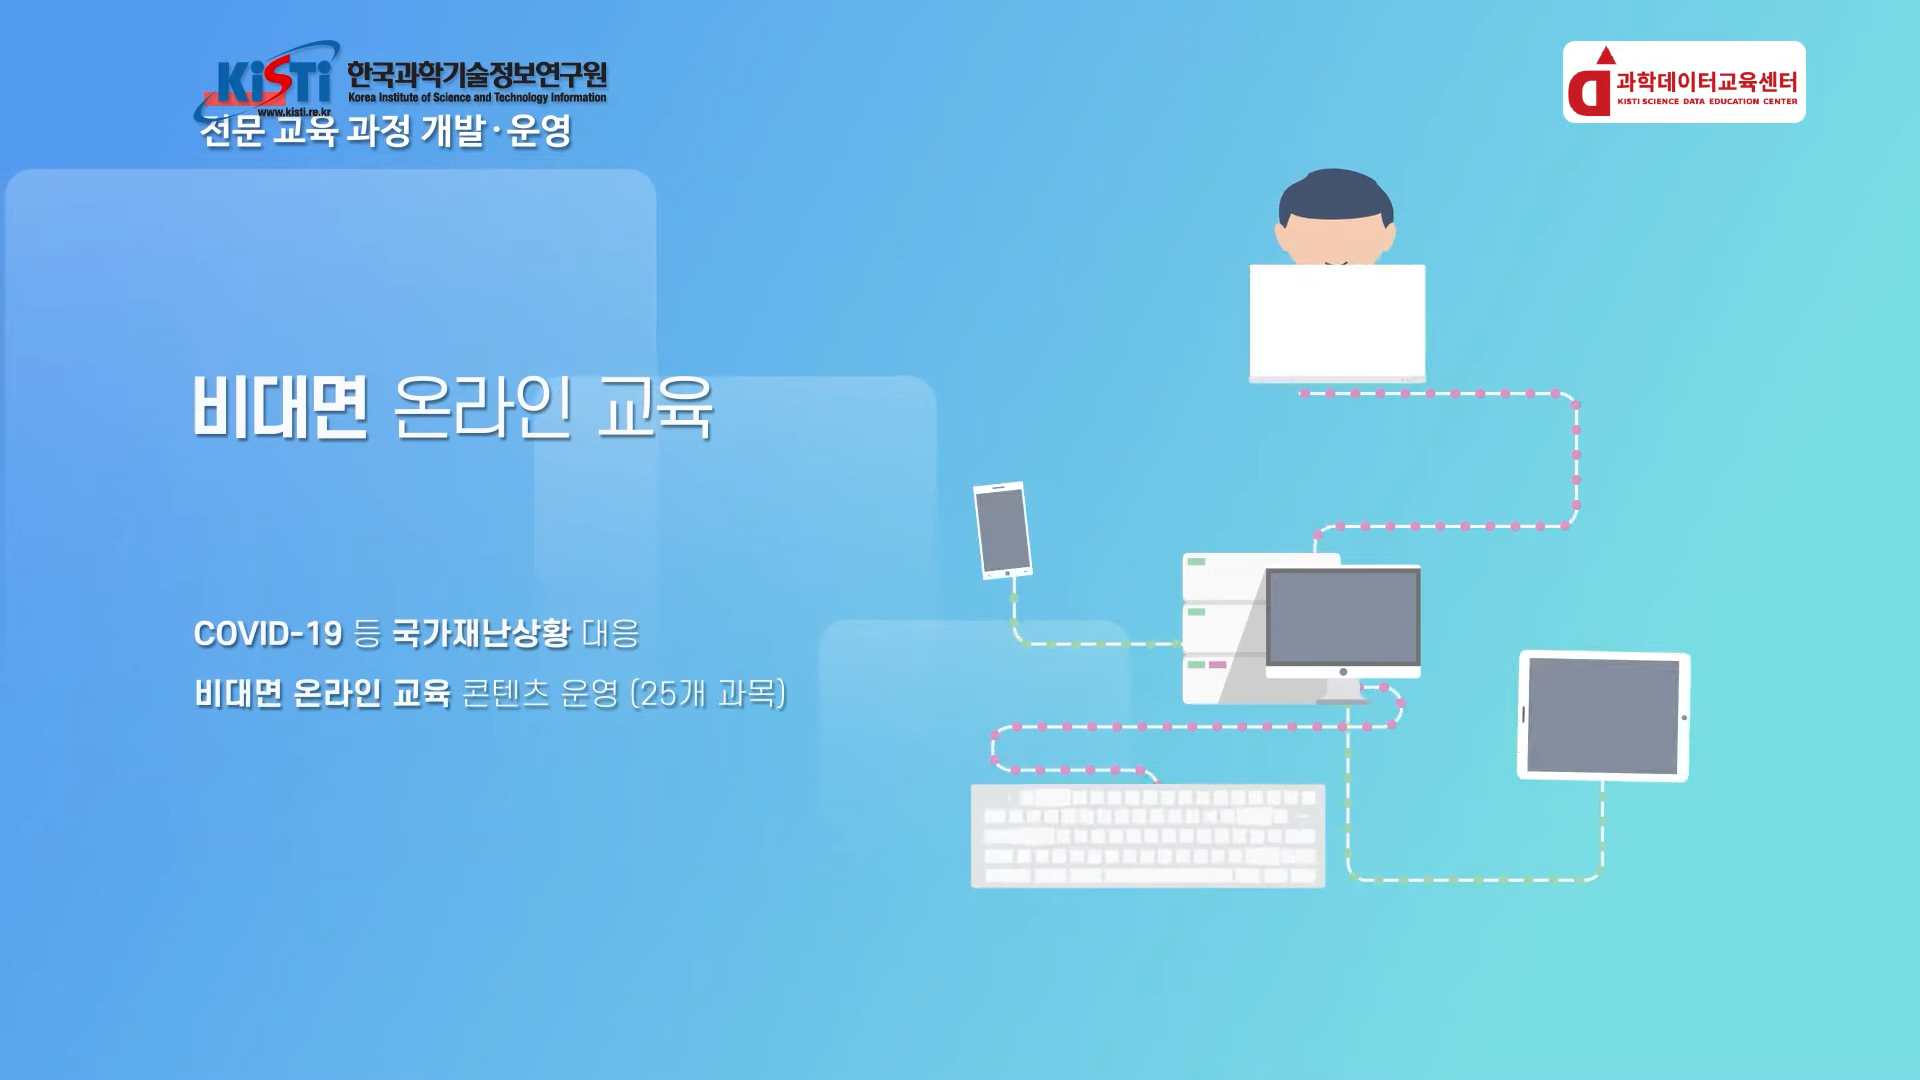 KiSTi 한국과학기술정보연구원
Korea Institute of Science and Technology Information
www.kisti.re.kr
전문 교육 과정 개발·운영
과학데이터교육센터
KISTI SCIENCE DATA EDUCATION CENTER
비대면 온라인 교육
COVID-19 등 국가재난상황 대응
비대면 온라인 교육 콘텐츠 운영 (25개 과목)